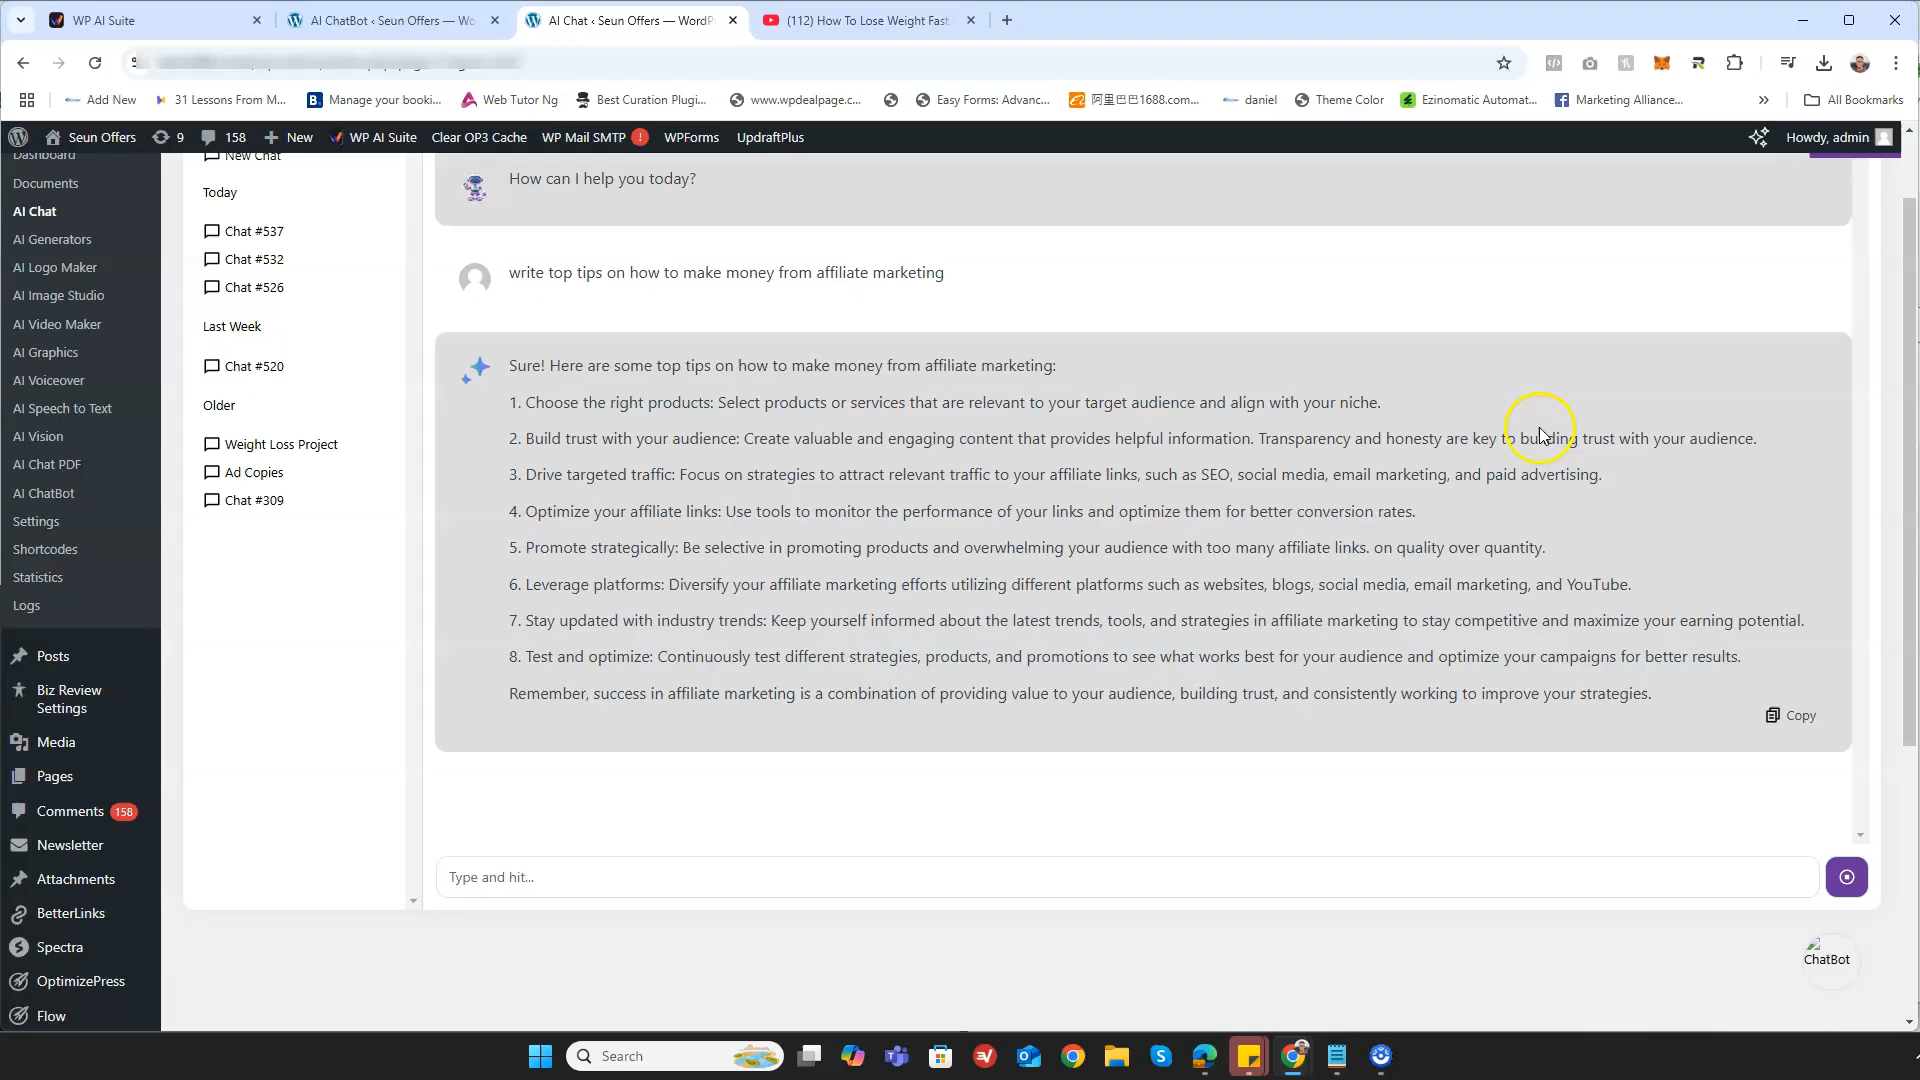 WP AI Suite
AI ChatBot ‹ Seun Offers — Wo
AI Chat ‹ Seun Offers — WordP
(112) How To Lose Weight Fast
Add New
31 Lessons From M...
Manage your booki...
Web Tutor Ng
Best Curation Plugi...
www.wpdealpage.c...
Easy Forms: Advanc...
阿里巴巴1688.com...
daniel
Theme Color
Ezinomatic Automat...
Marketing Alliance...
All Bookmarks
Seun Offers
9
158
New
WP AI Suite
Clear OP3 Cache
WP Mail SMTP !
WPForms
UpdraftPlus
Howdy, admin
Dashboard
Documents
AI Chat
AI Generators
AI Logo Maker
AI Image Studio
AI Video Maker
AI Graphics
AI Voiceover
AI Speech to Text
AI Vision
AI Chat PDF
AI ChatBot
Settings
Shortcodes
Statistics
Logs
Posts
Biz Review
Settings
Media
Pages
Comments 158
Newsletter
Attachments
BetterLinks
Spectra
OptimizePress
Flow
New Chat
Today
Chat #537
Chat #532
Chat #526
Last Week
Chat #520
Older
Weight Loss Project
Ad Copies
Chat #309
How can I help you today?
write top tips on how to make money from affiliate marketing
Sure! Here are some top tips on how to make money from affiliate marketing:
1. Choose the right products: Select products or services that are relevant to your target audience and align with your niche.
2. Build trust with your audience: Create valuable and engaging content that provides helpful information. Transparency and honesty are key to building trust with your audience.
3. Drive targeted traffic: Focus on strategies to attract relevant traffic to your affiliate links, such as SEO, social media, email marketing, and paid advertising.
4. Optimize your affiliate links: Use tools to monitor the performance of your links and optimize them for better conversion rates.
5. Promote strategically: Be selective in promoting products and overwhelming your audience with too many affiliate links. on quality over quantity.
6. Leverage platforms: Diversify your affiliate marketing efforts utilizing different platforms such as websites, blogs, social media, email marketing, and YouTube.
7. Stay updated with industry trends: Keep yourself informed about the latest trends, tools, and strategies in affiliate marketing to stay competitive and maximize your earning potential.
8. Test and optimize: Continuously test different strategies, products, and promotions to see what works best for your audience and optimize your campaigns for better results.
Remember, success in affiliate marketing is a combination of providing value to your audience, building trust, and consistently working to improve your strategies.
Copy
Type and hit...
ChatBot
Search